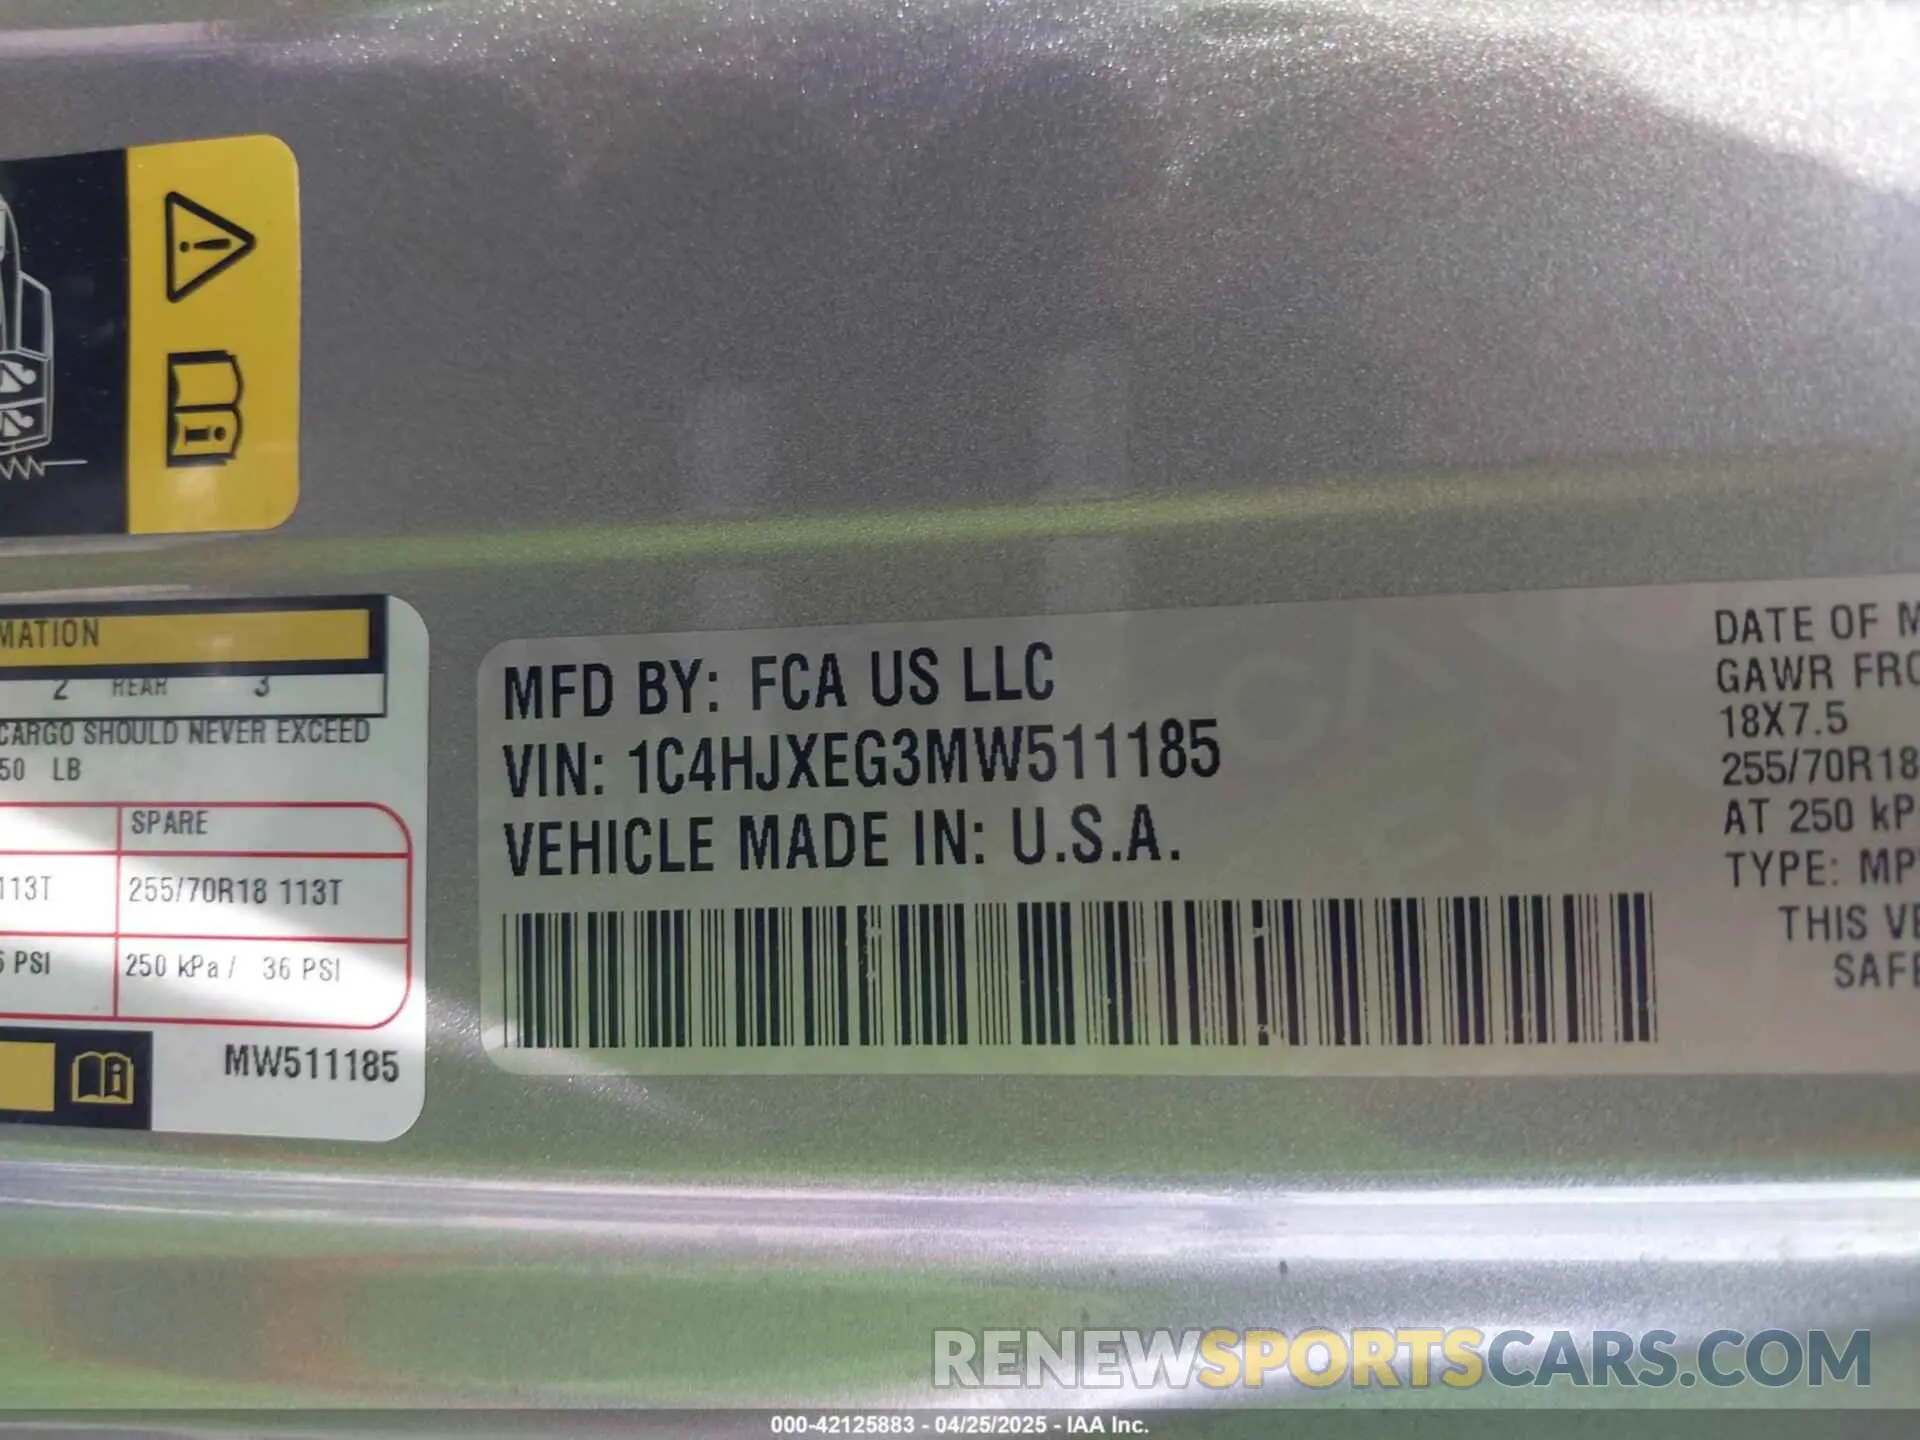 MATION
2 REAR 3
CARGO SHOULD NEVER EXCEED
50 LB
SPARE
113T 255/70R18 113T
PSI 250 kPa / 36 PSI
MW511185
MFD BY: FCA US LLC
VIN: 1C4HJXEG3MW511185
VEHICLE MADE IN: U.S.A.
DATE OF M
GAWR FRO
18X7.5
255/70R18
AT 250 kP
TYPE: MP
THIS VE
SAFE
RENEWSPORTSCARS.COM
000-42125883 - 04/25/2025 - IAA Inc.